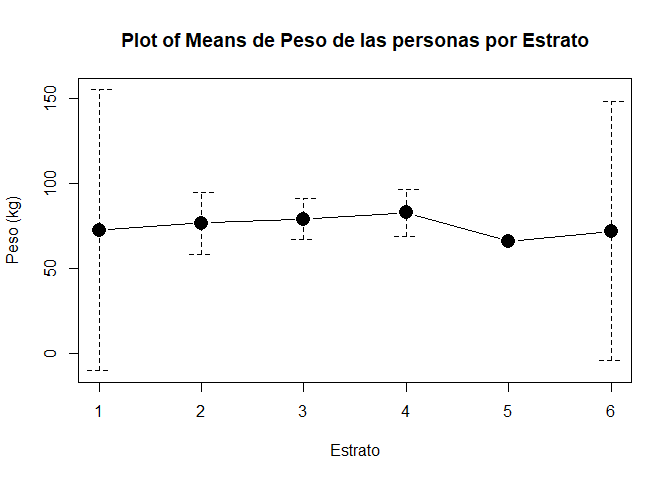 Plot of Means de Peso de las personas por Estrato
Peso (kg)
150
100
50
0
1 2 3 4 5 6
Estrato